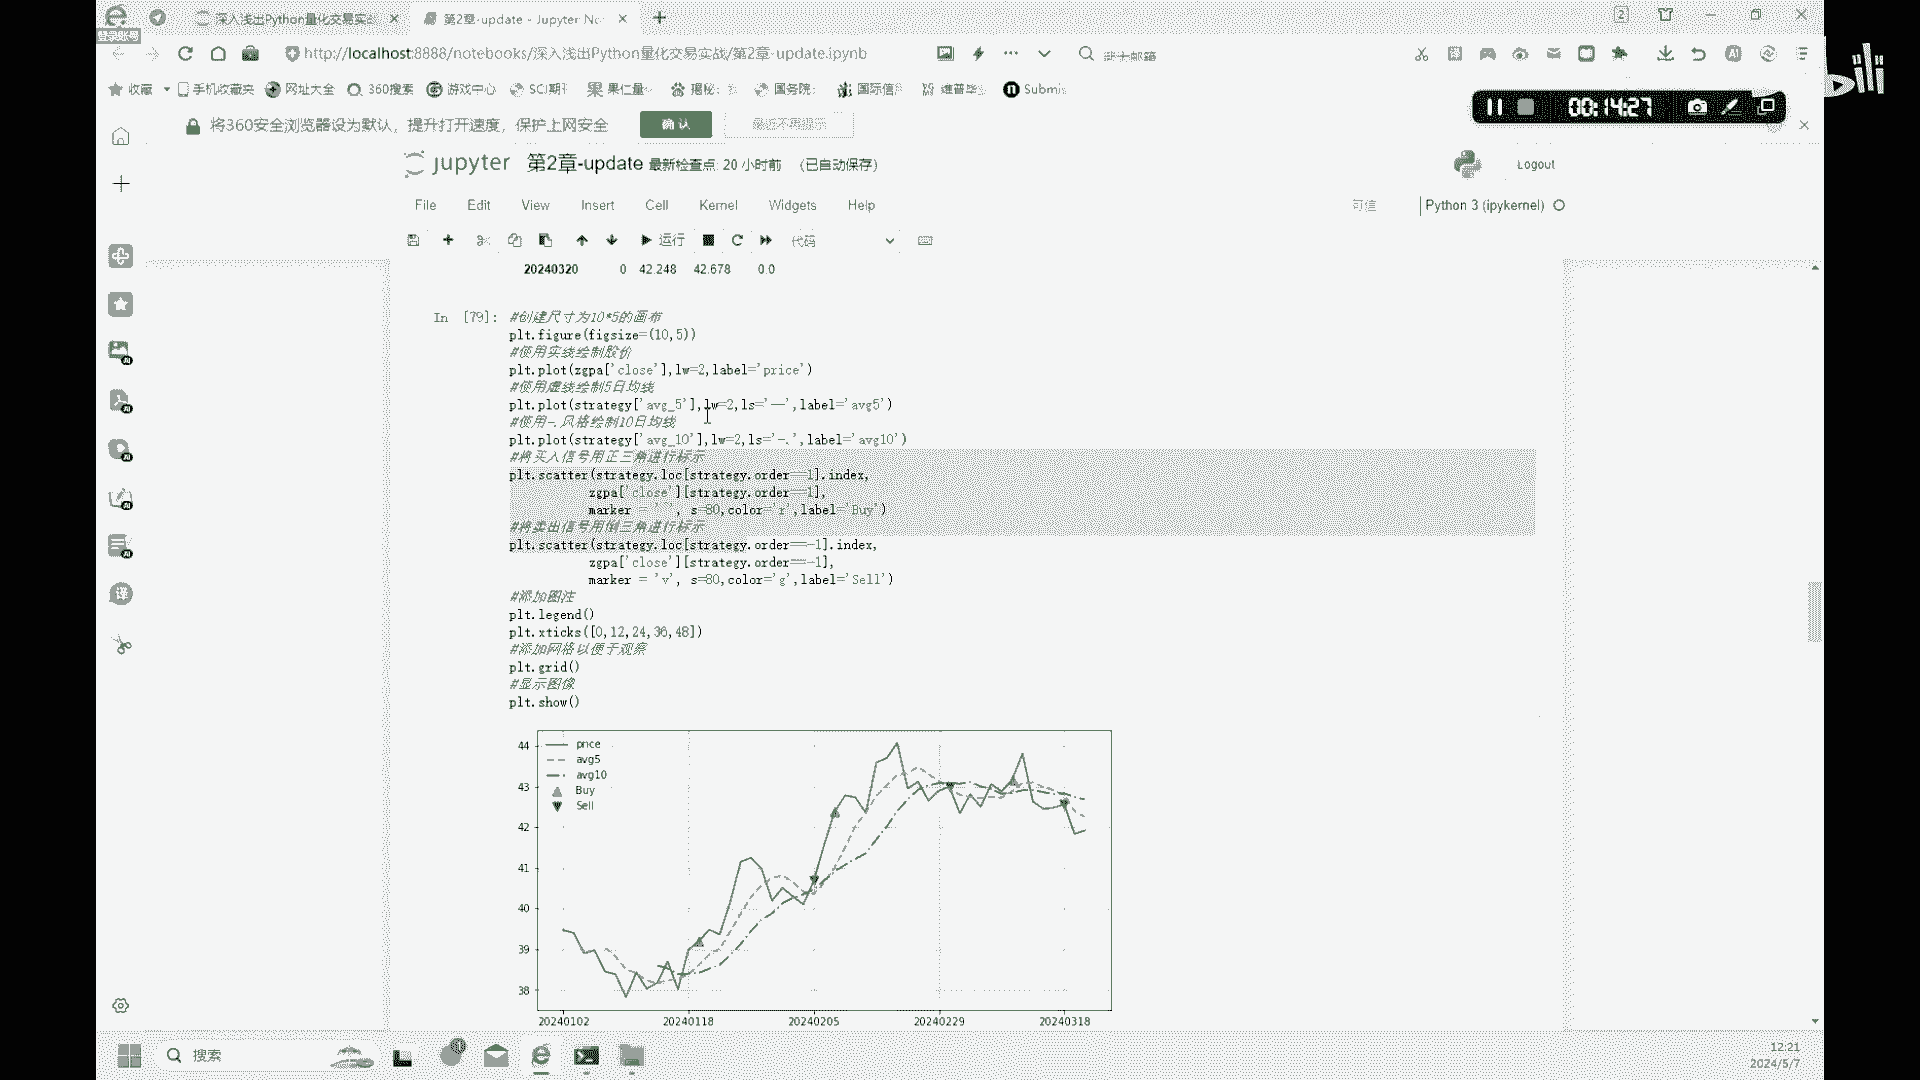 深入浅出Python量化交易实战
第2章-update - Jupyter No
2
登录账号
http://localhost:8888/notebooks/深入浅出Python量化交易实战/第2章-update.ipynb
收藏
手机收藏夹
网址大全
360搜索
游戏中心
SCI期
果仁量
揭秘：
国务院
国际信
维普毕
Submis
bili
将360安全浏览器设为默认，提升打开速度，保护上网安全
确认
最近不再提示
00:14:27
jupyter
第2章-update 最新检查点: 20 小时前 (已自动保存)
Logout
File Edit View Insert Cell Kernel Widgets Help
可信
Python 3 (ipykernel)
运行
代码
20240320 0 42.248 42.678 0.0
In [79]:
#创建尺寸为10*5的画布
plt.figure(figsize=(10,5))
#使用实线绘制股价
plt.plot(zgpa['close'],lw=2,label='price')
#使用虚线绘制5日均线
plt.plot(strategy['avg_5'],lw=2,ls='--',label='avg5')
#使用-.风格绘制10日均线
plt.plot(strategy['avg_10'],lw=2,ls='-.',label='avg10')
#将买入信号用正三角进行标示
plt.scatter(strategy.loc[strategy.order==1].index,
zgpa['close'][strategy.order==1],
marker = '^', s=80,color='r',label='Buy')
#将卖出信号用倒三角进行标示
plt.scatter(strategy.loc[strategy.order==-1].index,
zgpa['close'][strategy.order==-1],
marker = 'v', s=80,color='g',label='Sell')
#添加图注
plt.legend()
plt.xticks([0,12,24,36,48])
#添加网格以便于观察
plt.grid()
#显示图像
plt.show()
price
avg5
avg10
Buy
Sell
44
43
42
41
40
39
38
20240102 20240118 20240205 20240229 20240318
搜索
12:21
2024/5/7